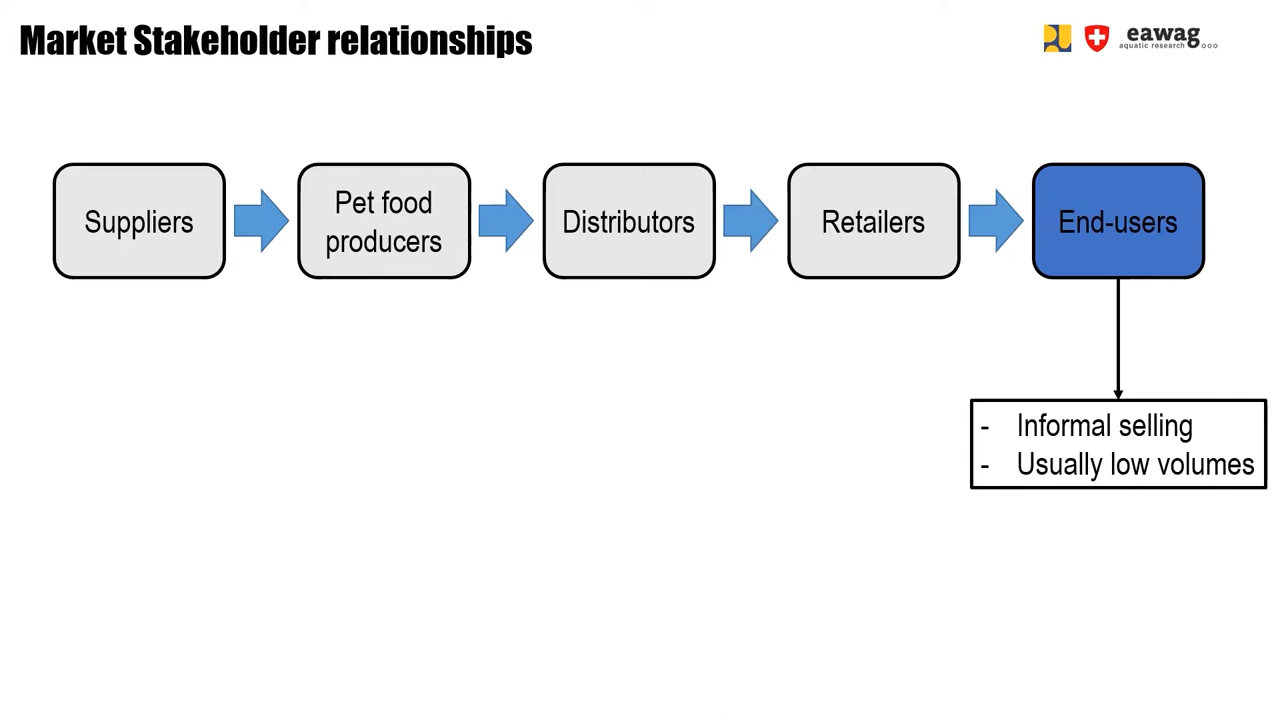 Market Stakeholder relationships
eawag
aquatic research
Suppliers
Pet food
producers
Distributors
Retailers
End-users
- Informal selling
- Usually low volumes